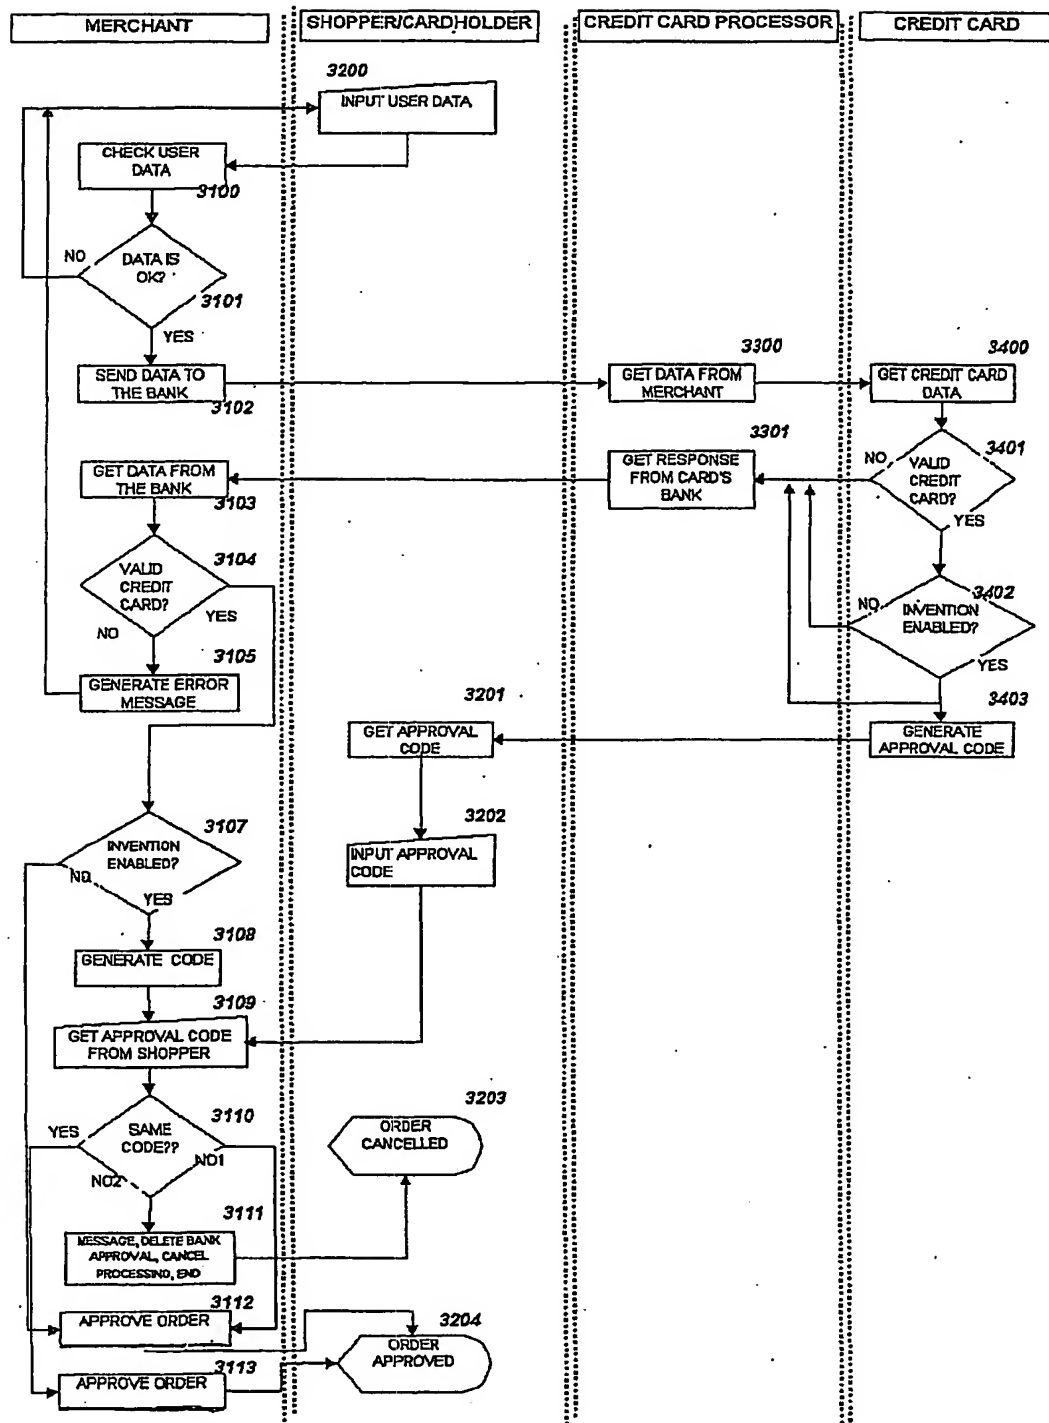 MERCHANT
SHOPPER/CARDHOLDER
CREDIT CARD PROCESSOR
CREDIT CARD
3200
INPUT USER DATA
CHECK USER
DATA
3100
NO
DATA IS
OK?
3101
YES
SEND DATA TO
THE BANK
3102
3300
GET DATA FROM
MERCHANT
3400
GET CREDIT CARD
DATA
3401
NO
VALID
CREDIT
CARD?
YES
3301
GET RESPONSE
FROM CARD'S
BANK
GET DATA FROM
THE BANK
3103
3104
VALID
CREDIT
CARD?
YES
NO
3402
NO
INVENTION
ENABLED?
YES
3105
GENERATE ERROR
MESSAGE
3403
GENERATE
APPROVAL CODE
3201
GET APPROVAL
CODE
3202
INPUT APPROVAL
CODE
3107
INVENTION
ENABLED?
NO
YES
3108
GENERATE CODE
3109
GET APPROVAL CODE
FROM SHOPPER
3110
YES
SAME
CODE??
NO1
NO2
3203
ORDER
CANCELLED
3111
MESSAGE, DELETE BANK
APPROVAL, CANCEL
PROCESSING, END
3112
APPROVE ORDER
3204
ORDER
APPROVED
3113
APPROVE ORDER